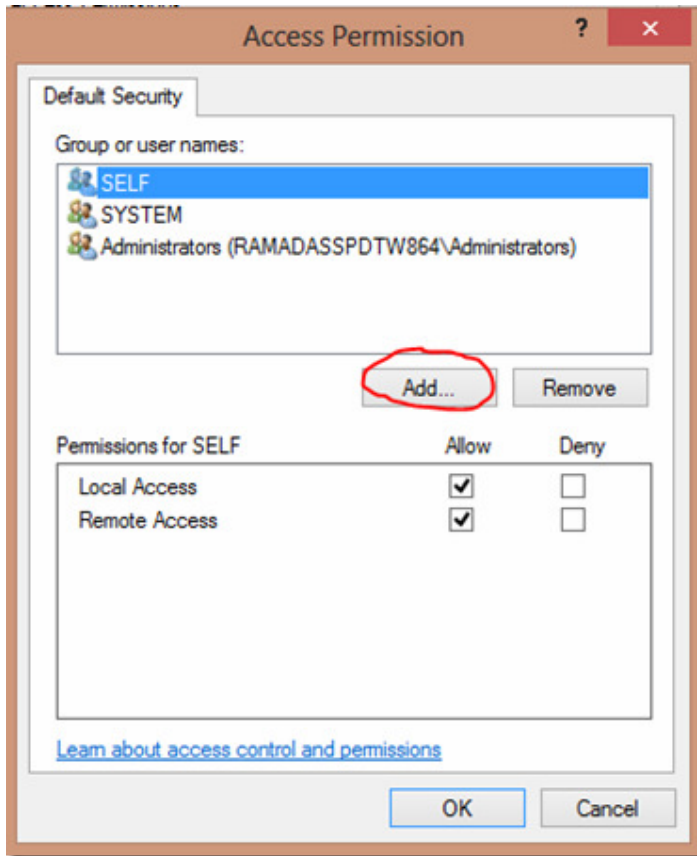 Access Permission
?
Default Security
Group or user names:
SELF
SYSTEM
Administrators (RAMADASSPDTW864\Administrators)
Add... Remove
Permissions for SELF Allow Deny
Local Access
Remote Access
Learn about access control and permissions
OK Cancel